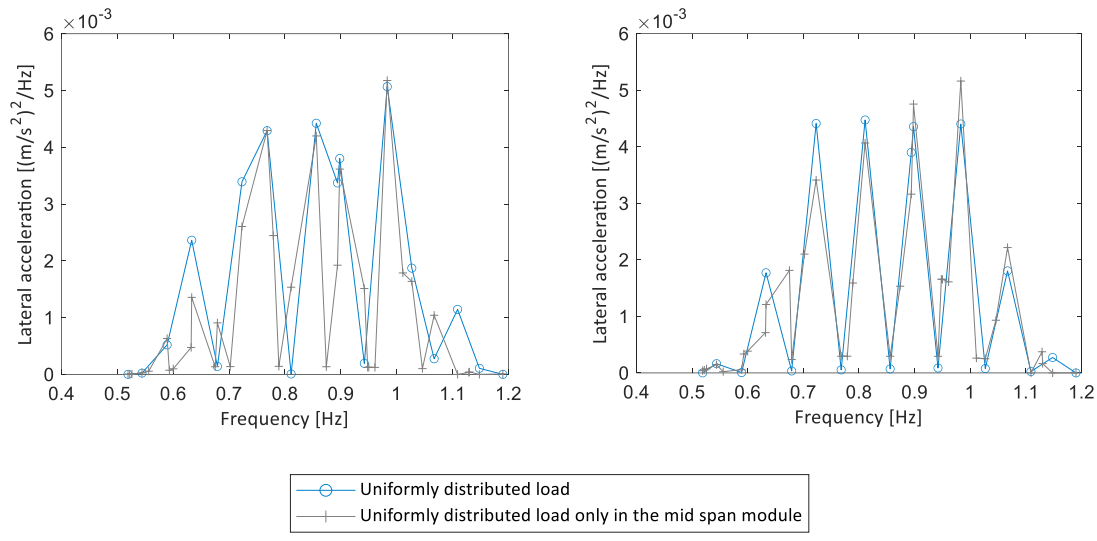 ×10⁻³
6
5
4
3
2
1
0
Lateral acceleration [(m/s²)²/Hz]
0.4 0.5 0.6 0.7 0.8 0.9 1 1.1 1.2
Frequency [Hz]
×10⁻³
6
5
4
3
2
1
0
Lateral acceleration [(m/s²)²/Hz]
0.4 0.5 0.6 0.7 0.8 0.9 1 1.1 1.2
Frequency [Hz]
Uniformly distributed load
Uniformly distributed load only in the mid span module